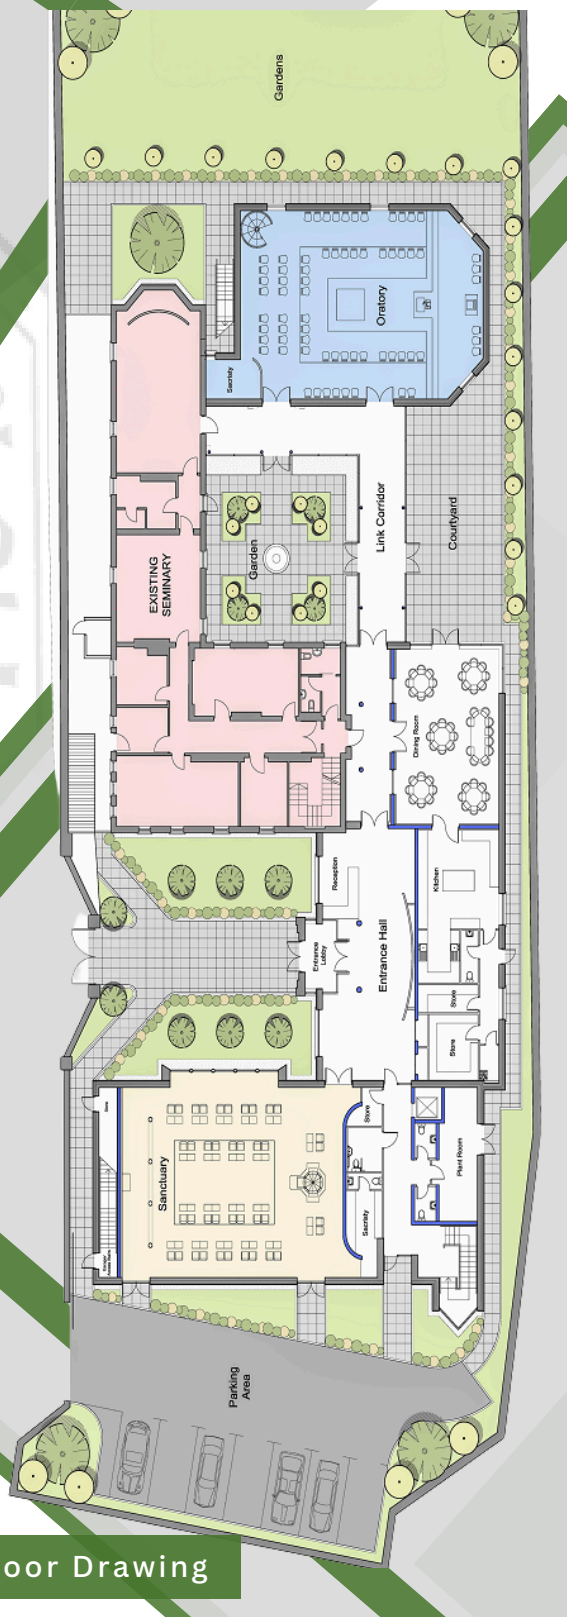 Gardens
Oratory
Sacristy
Link Corridor
Courtyard
Garden
EXISTING
SEMINARY
Dining Room
Reception
Kitchen
Entrance
Lobby
Entrance Hall
Store
Store
Store
Sanctuary
Sacristy
Plant Room
Parking
Area
oor Drawing